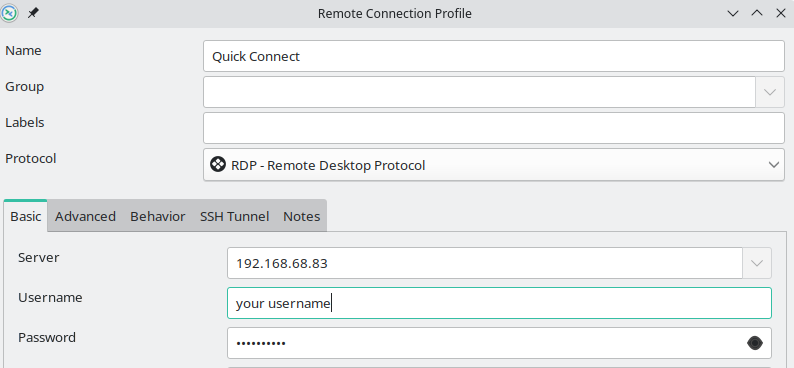 Remote Connection Profile
Name Quick Connect
Group
Labels
Protocol RDP - Remote Desktop Protocol
Basic Advanced Behavior SSH Tunnel Notes
Server 192.168.68.83
Username your username
Password ••••••••••